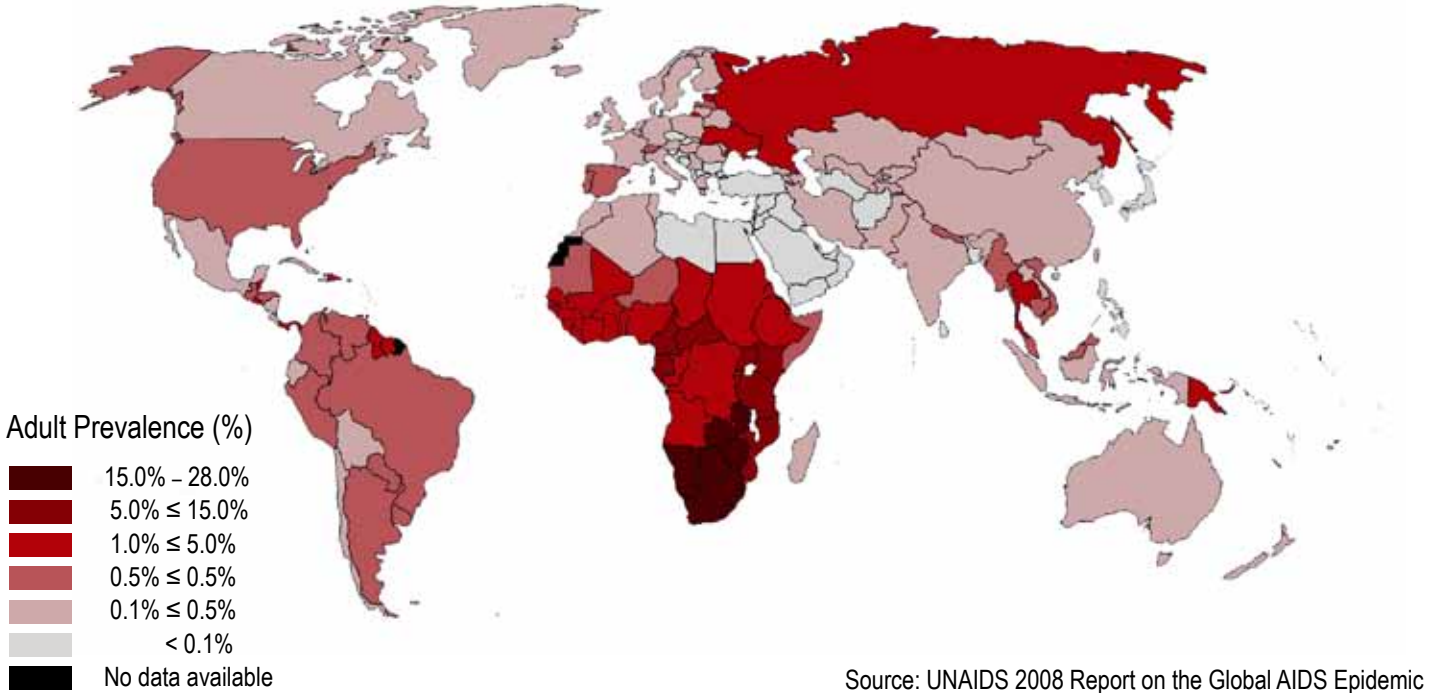 Adult Prevalence (%)
15.0% – 28.0%
5.0% ≤ 15.0%
1.0% ≤ 5.0%
0.5% ≤ 0.5%
0.1% ≤ 0.5%
< 0.1%
No data available
Source: UNAIDS 2008 Report on the Global AIDS Epidemic